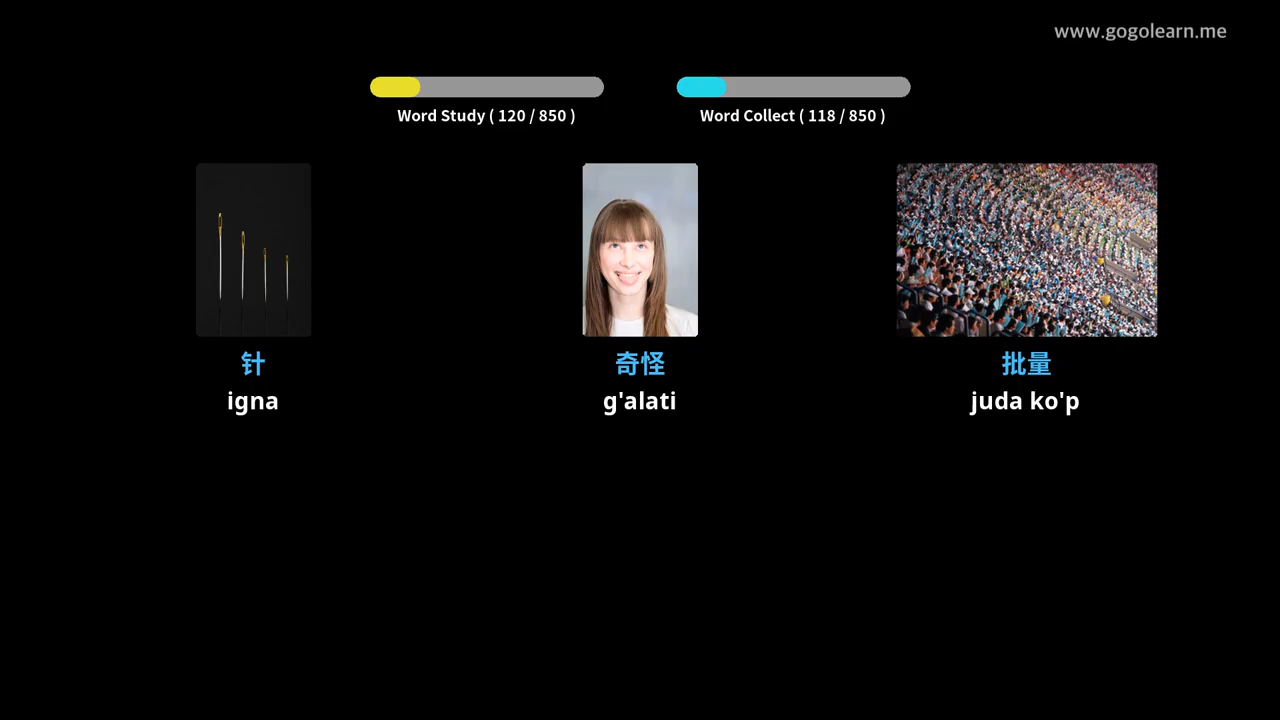 www.gogolearn.me
Word Study ( 120 / 850 )
Word Collect ( 118 / 850 )
针
奇怪
批量
igna
g'alati
juda ko'p